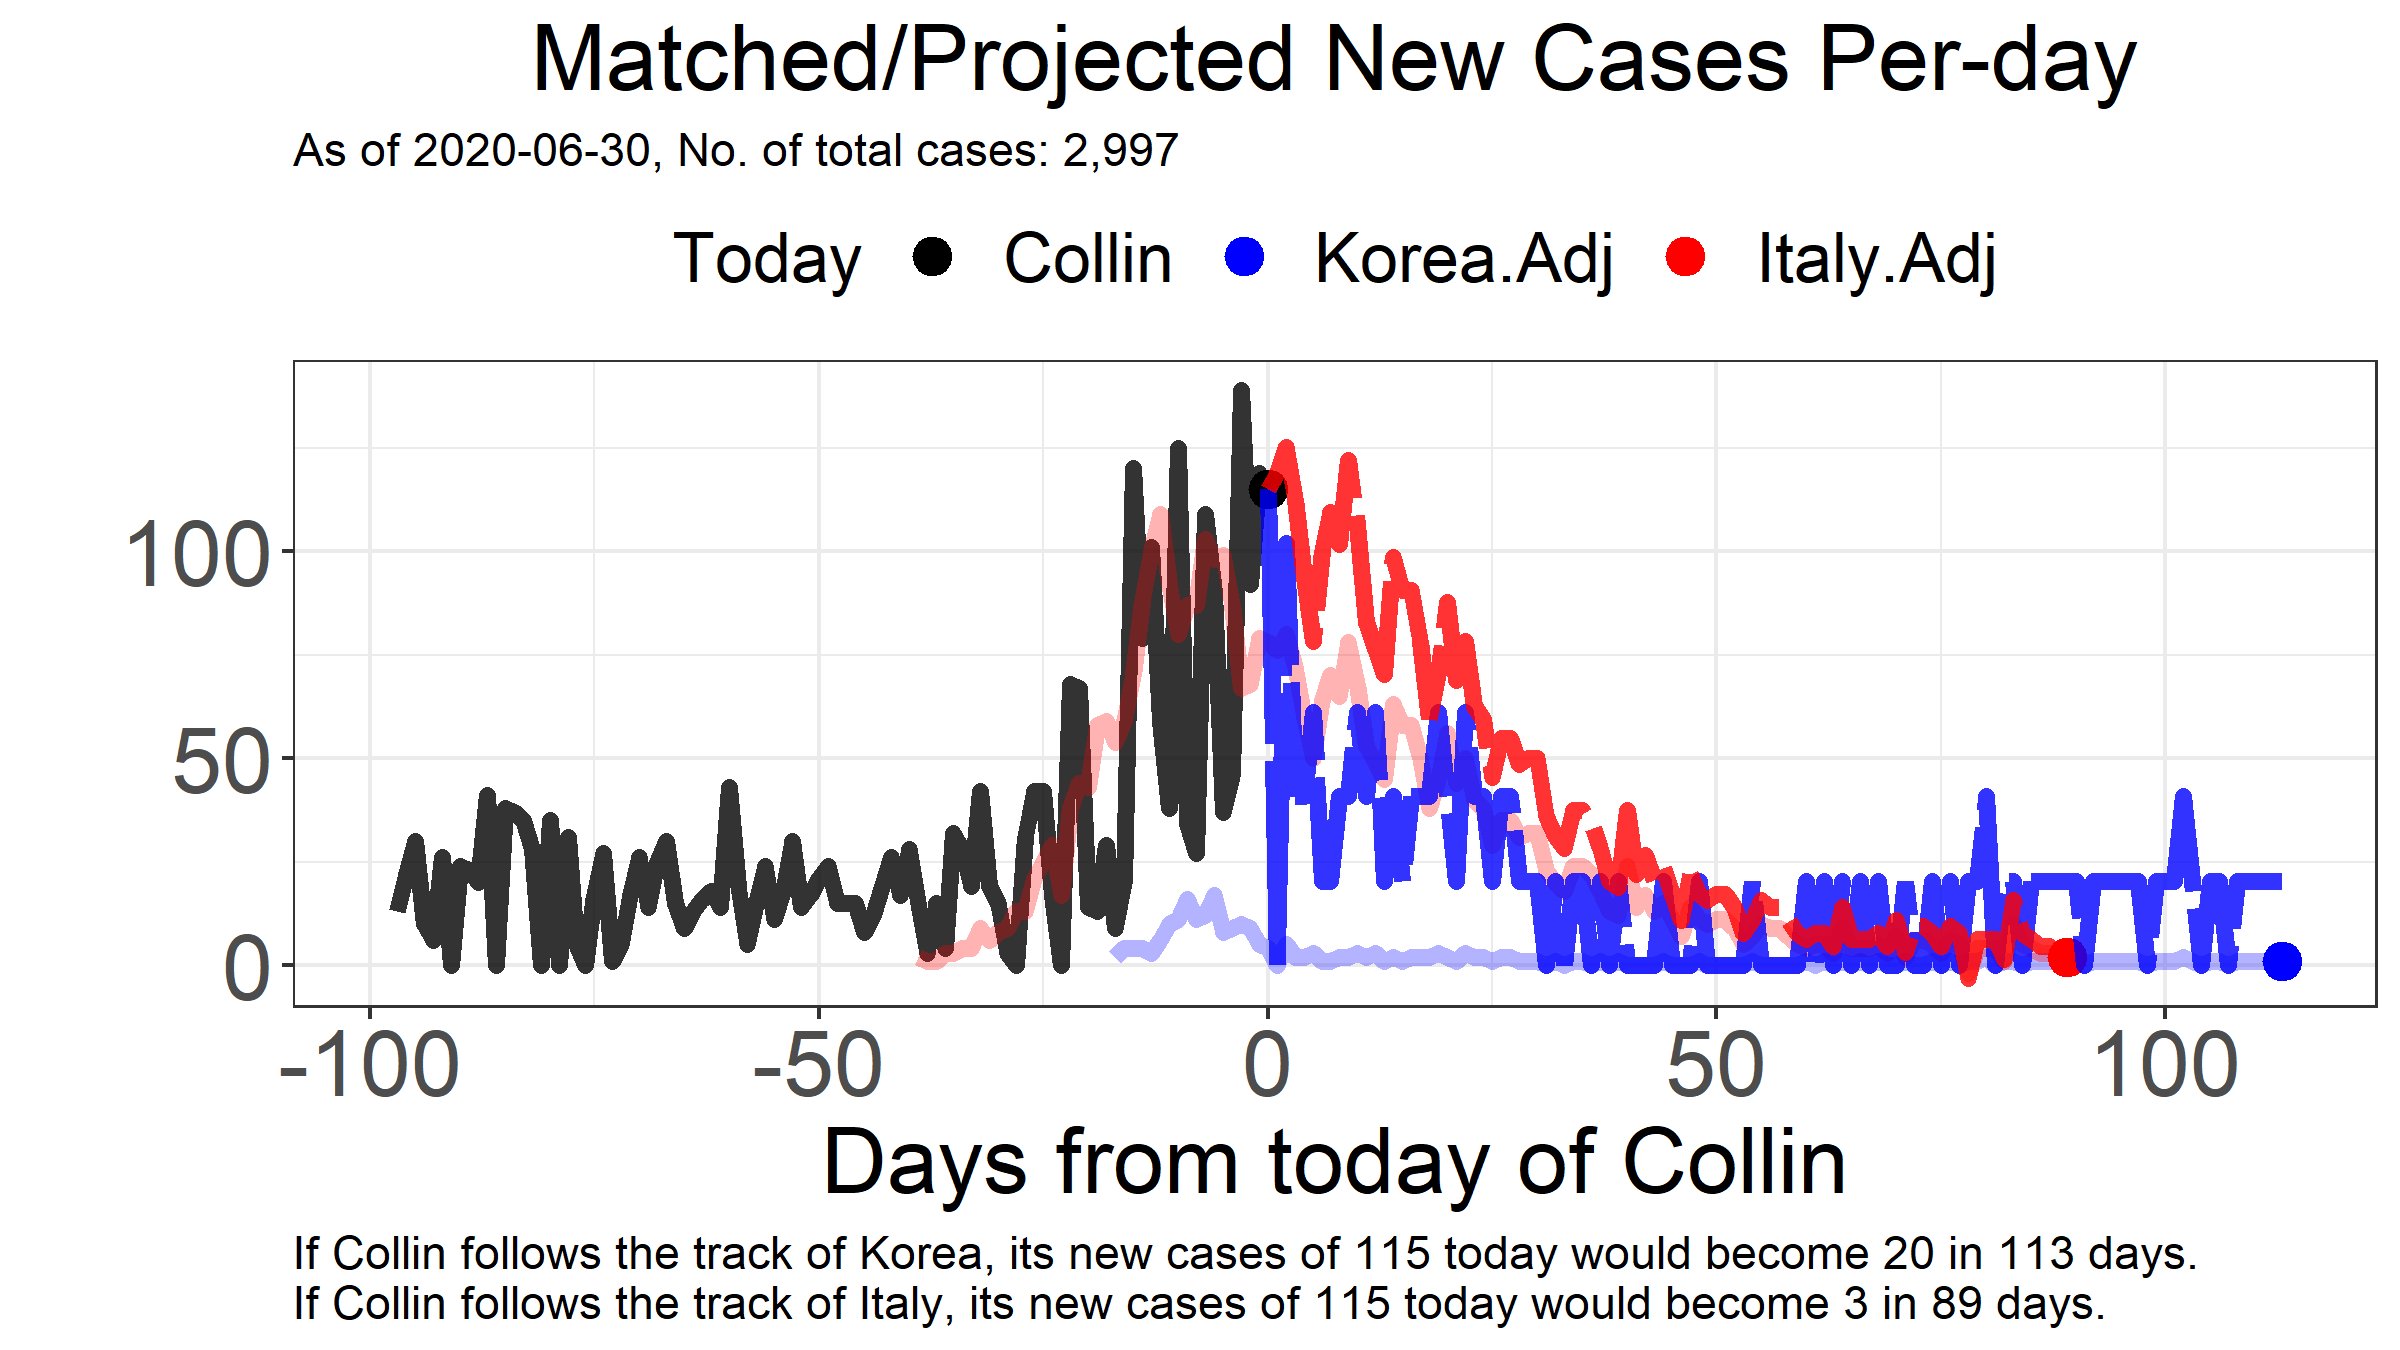 Matched/Projected New Cases Per-day
As of 2020-06-30, No. of total cases: 2,997
Today Collin Korea.Adj Italy.Adj
100
50
0
-100 -50 0 50 100
Days from today of Collin
If Collin follows the track of Korea, its new cases of 115 today would become 20 in 113 days.
If Collin follows the track of Italy, its new cases of 115 today would become 3 in 89 days.